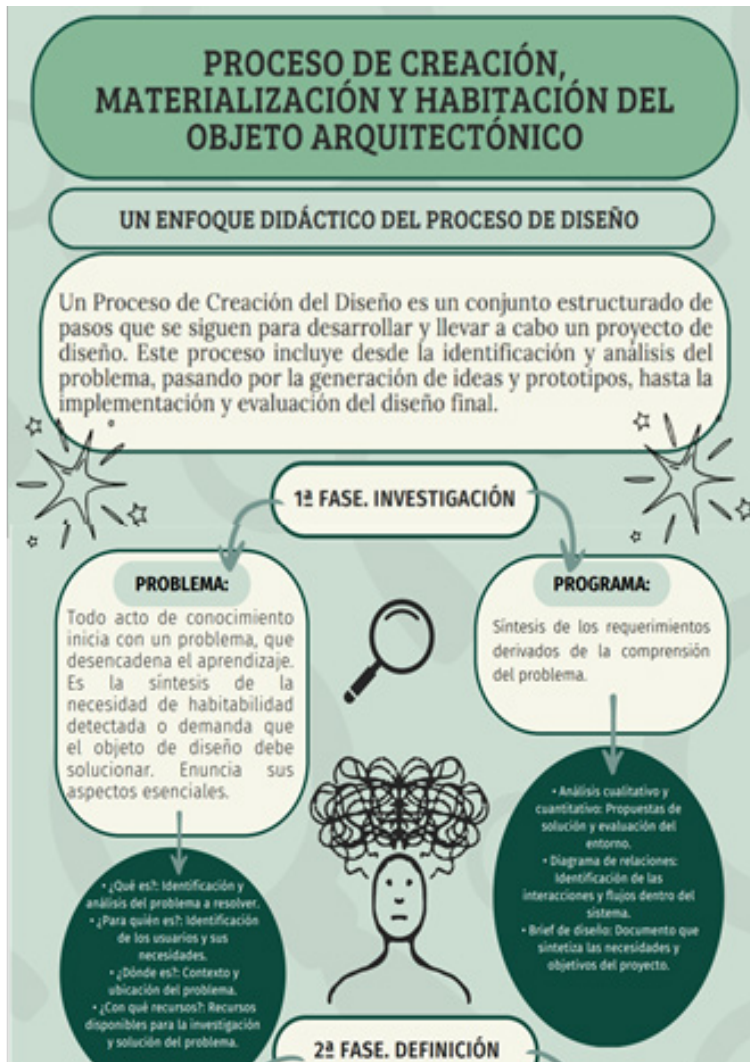 PROCESO DE CREACIÓN,
MATERIALIZACIÓN Y HABITACIÓN DEL
OBJETO ARQUITECTÓNICO
UN ENFOQUE DIDÁCTICO DEL PROCESO DE DISEÑO
Un Proceso de Creación del Diseño es un conjunto estructurado de
pasos que se siguen para desarrollar y llevar a cabo un proyecto de
diseño. Este proceso incluye desde la identificación y análisis del
problema, pasando por la generación de ideas y prototipos, hasta la
implementación y evaluación del diseño final.
1ª FASE. INVESTIGACIÓN
PROBLEMA:
Todo acto de conocimiento
inicia con un problema, que
desencadena el aprendizaje.
Es la síntesis de la
necesidad de habitabilidad
detectada o demanda que
el objeto de diseño debe
solucionar. Enuncia sus
aspectos esenciales.
• ¿Qué es?: Identificación y
análisis del problema a resolver.
• ¿Para quién es?: Identificación
de los usuarios y sus
necesidades.
• ¿Dónde es?: Contexto y
ubicación del problema.
• ¿Con qué recursos?: Recursos
disponibles para la investigación
y solución del problema.
PROGRAMA:
Síntesis de los requerimientos
derivados de la comprensión
del problema.
• Análisis cualitativo y
cuantitativo: Propuestas de
solución y evaluación del
entorno.
• Diagrama de relaciones:
Identificación de las
interacciones y flujos dentro del
sistema.
• Brief de diseño: Documento que
sintetiza las necesidades y
objetivos del proyecto.
2ª FASE. DEFINICIÓN